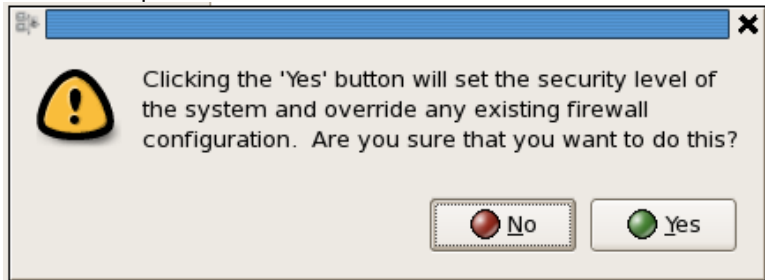 Clicking the 'Yes' button will set the security level of
the system and override any existing firewall
configuration.  Are you sure that you want to do this?
No
Yes